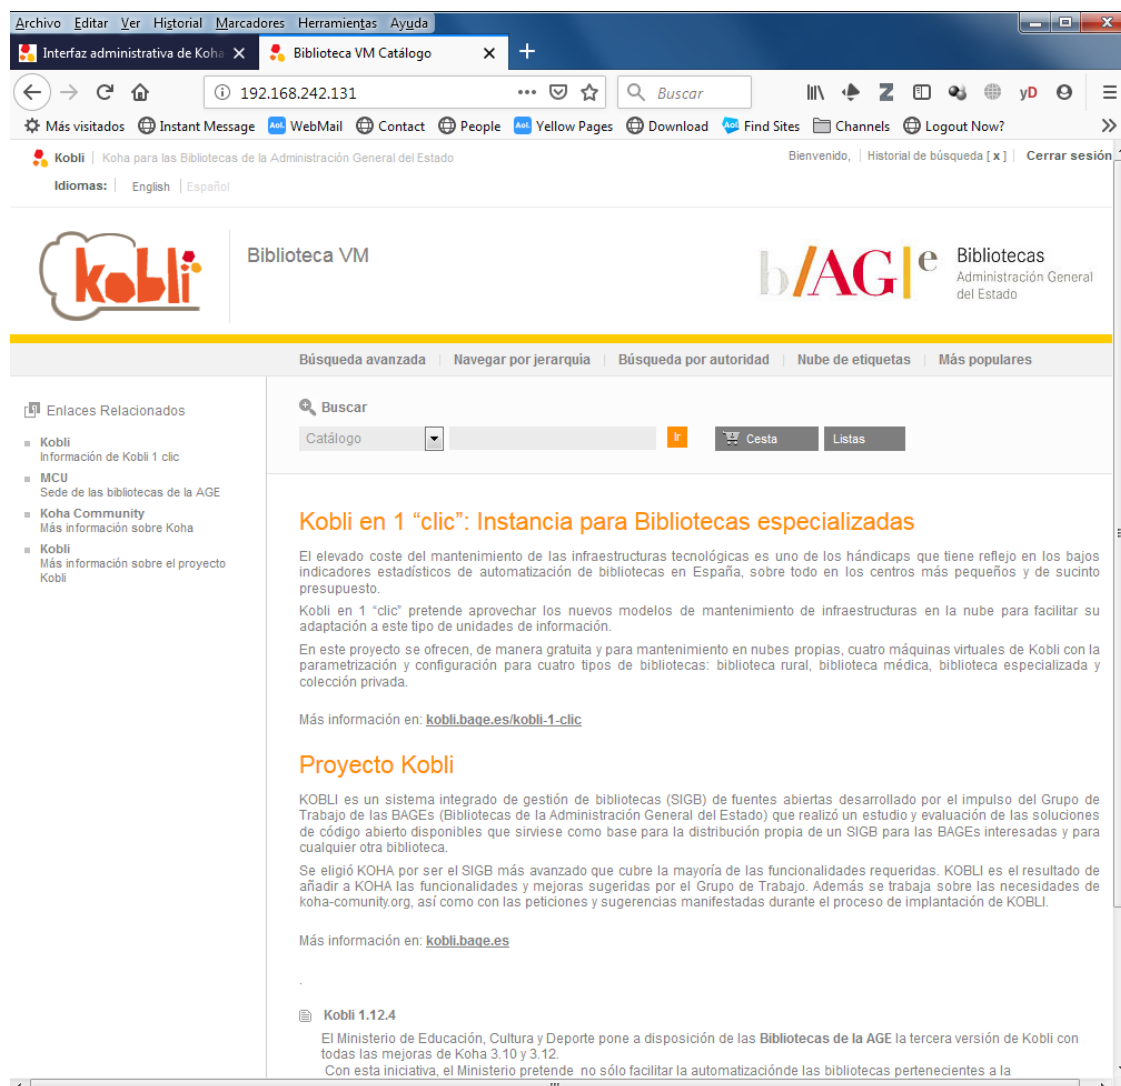 Archivo Editar Ver Historial Marcadores Herramientas Ayuda
Interfaz administrativa de Koha
Biblioteca VM Catálogo
192.168.242.131
Buscar
yD
Más visitados Instant Message WebMail Contact People Yellow Pages Download Find Sites Channels Logout Now?
Kobli | Koha para las Bibliotecas de la Administración General del Estado
Bienvenido, | Historial de búsqueda [ x ] | Cerrar sesión
Idiomas: | English | Español
kobli
Biblioteca VM
b/AG|e
Bibliotecas
Administración General
del Estado
Búsqueda avanzada | Navegar por jerarquía | Búsqueda por autoridad | Nube de etiquetas | Más populares
Enlaces Relacionados
Kobli
Información de Kobli 1 clic
MCU
Sede de las bibliotecas de la AGE
Koha Community
Más información sobre Koha
Kobli
Más información sobre el proyecto
Kobli
Buscar
Catálogo
Ir
Cesta
Listas
Kobli en 1 “clic”: Instancia para Bibliotecas especializadas
El elevado coste del mantenimiento de las infraestructuras tecnológicas es uno de los hándicaps que tiene reflejo en los bajos
indicadores estadísticos de automatización de bibliotecas en España, sobre todo en los centros más pequeños y de sucinto
presupuesto.
Kobli en 1 “clic” pretende aprovechar los nuevos modelos de mantenimiento de infraestructuras en la nube para facilitar su
adaptación a este tipo de unidades de información.
En este proyecto se ofrecen, de manera gratuita y para mantenimiento en nubes propias, cuatro máquinas virtuales de Kobli con la
parametrización y configuración para cuatro tipos de bibliotecas: biblioteca rural, biblioteca médica, biblioteca especializada y
colección privada.
Más información en: kobli.bage.es/kobli-1-clic
Proyecto Kobli
KOBLI es un sistema integrado de gestión de bibliotecas (SIGB) de fuentes abiertas desarrollado por el impulso del Grupo de
Trabajo de las BAGEs (Bibliotecas de la Administración General del Estado) que realizó un estudio y evaluación de las soluciones
de código abierto disponibles que sirviese como base para la distribución propia de un SIGB para las BAGEs interesadas y para
cualquier otra biblioteca.
Se eligió KOHA por ser el SIGB más avanzado que cubre la mayoría de las funcionalidades requeridas. KOBLI es el resultado de
añadir a KOHA las funcionalidades y mejoras sugeridas por el Grupo de Trabajo. Además se trabaja sobre las necesidades de
koha-comunity.org, así como con las peticiones y sugerencias manifestadas durante el proceso de implantación de KOBLI.
Más información en: kobli.bage.es
.
Kobli 1.12.4
El Ministerio de Educación, Cultura y Deporte pone a disposición de las Bibliotecas de la AGE la tercera versión de Kobli con
todas las mejoras de Koha 3.10 y 3.12.
Con esta iniciativa, el Ministerio pretende no sólo facilitar la automatizaciónde las bibliotecas pertenecientes a la